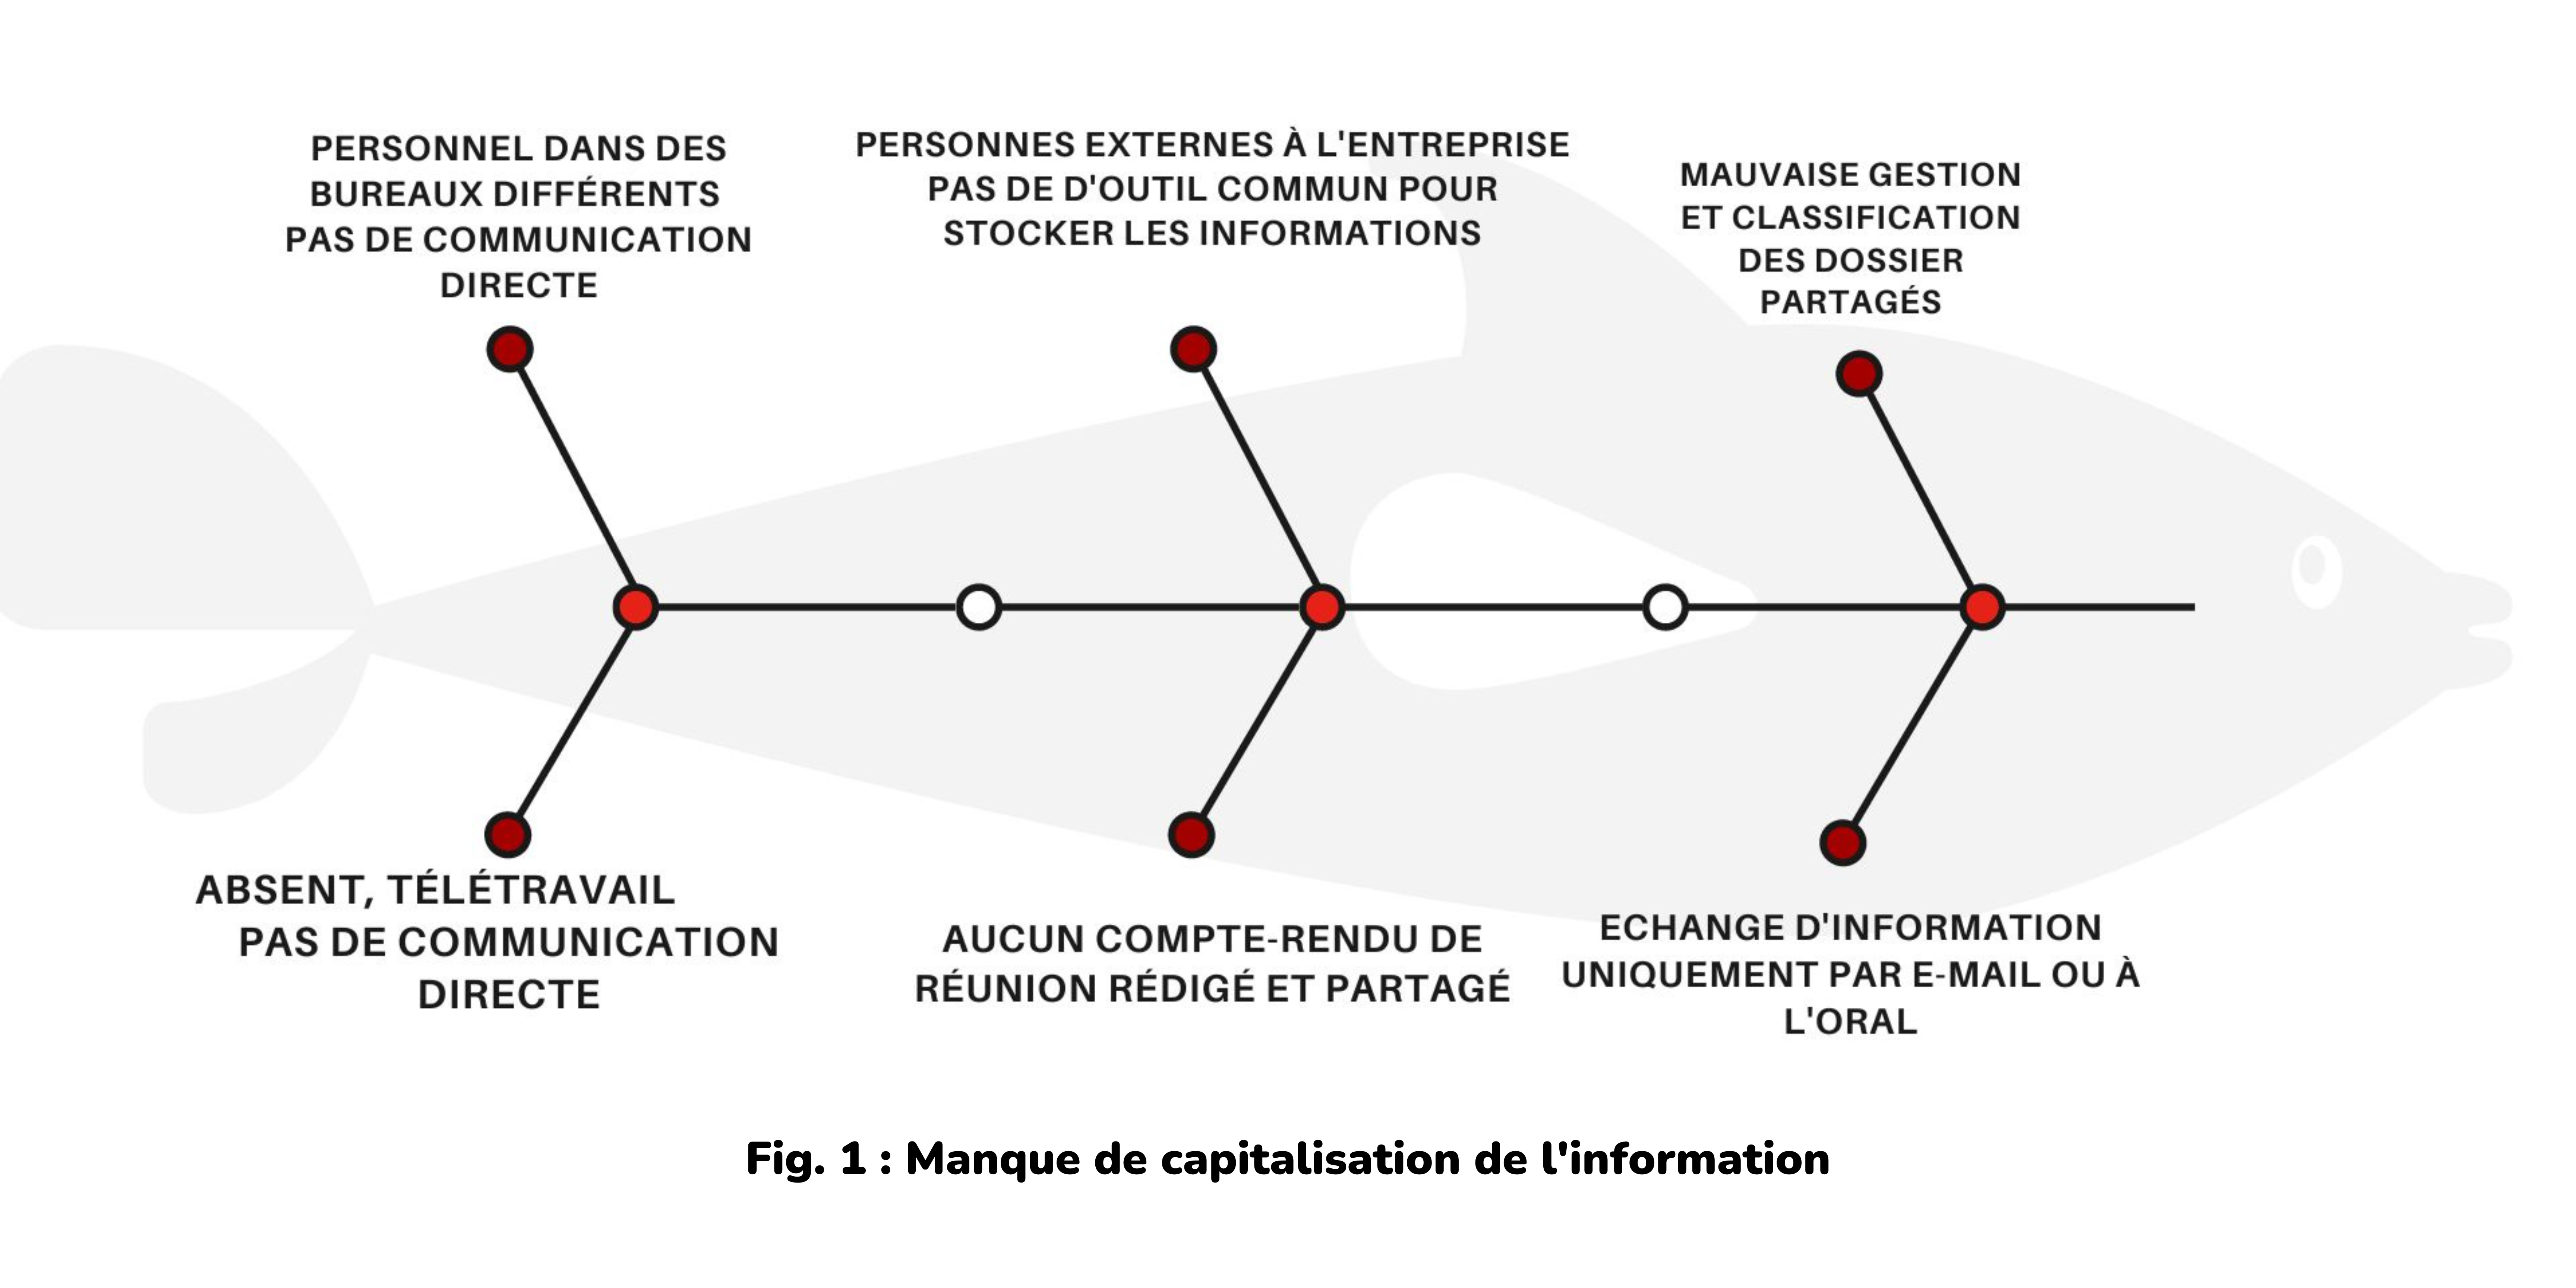 PERSONNEL DANS DES
BUREAUX DIFFÉRENTS
PAS DE COMMUNICATION
DIRECTE
PERSONNES EXTERNES À L'ENTREPRISE
PAS DE D'OUTIL COMMUN POUR
STOCKER LES INFORMATIONS
MAUVAISE GESTION
ET CLASSIFICATION
DES DOSSIER
PARTAGÉS
ABSENT, TÉLÉTRAVAIL
PAS DE COMMUNICATION
DIRECTE
AUCUN COMPTE-RENDU DE
RÉUNION RÉDIGÉ ET PARTAGÉ
ECHANGE D'INFORMATION
UNIQUEMENT PAR E-MAIL OU À
L'ORAL
Fig. 1 : Manque de capitalisation de l'information